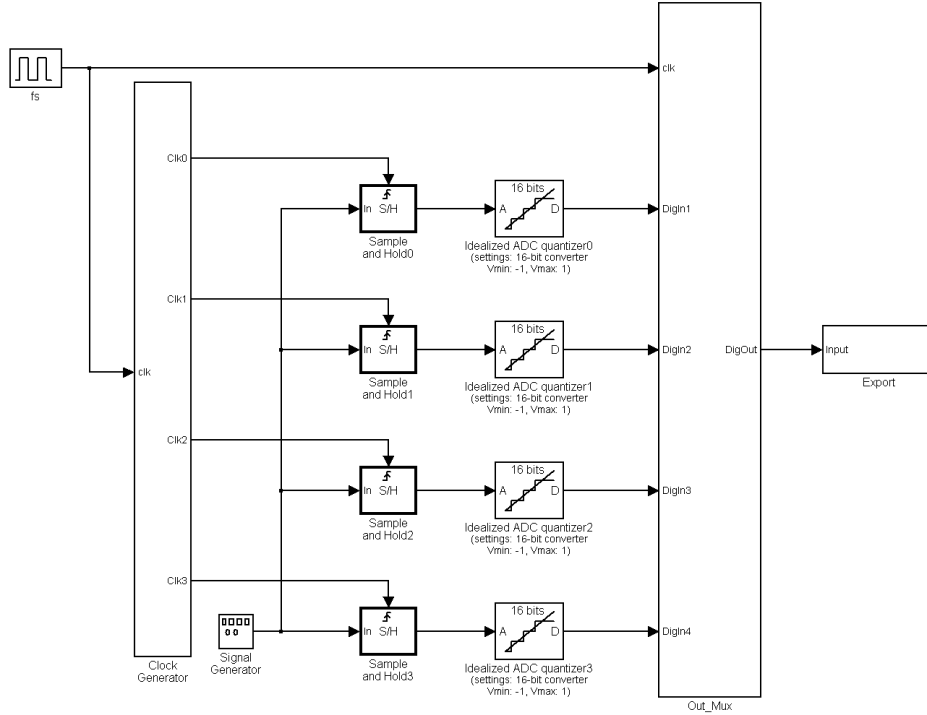 clk
fs
Clk0
16 bits
In S/H
A D
DigIn1
Sample
and Hold0
Idealized ADC quantizer0
(settings: 16-bit converter
Vmin: -1, Vmax: 1)
Clk1
16 bits
In S/H
A D
DigIn2
DigOut
Input
Sample
and Hold1
Idealized ADC quantizer1
(settings: 16-bit converter
Vmin: -1, Vmax: 1)
clk
Export
Clk2
16 bits
In S/H
A D
DigIn3
Sample
and Hold2
Idealized ADC quantizer2
(settings: 16-bit converter
Vmin: -1, Vmax: 1)
Clk3
16 bits
In S/H
A D
DigIn4
Signal
Generator
Sample
and Hold3
Idealized ADC quantizer3
(settings: 16-bit converter
Vmin: -1, Vmax: 1)
Clock
Generator
Out_Mux